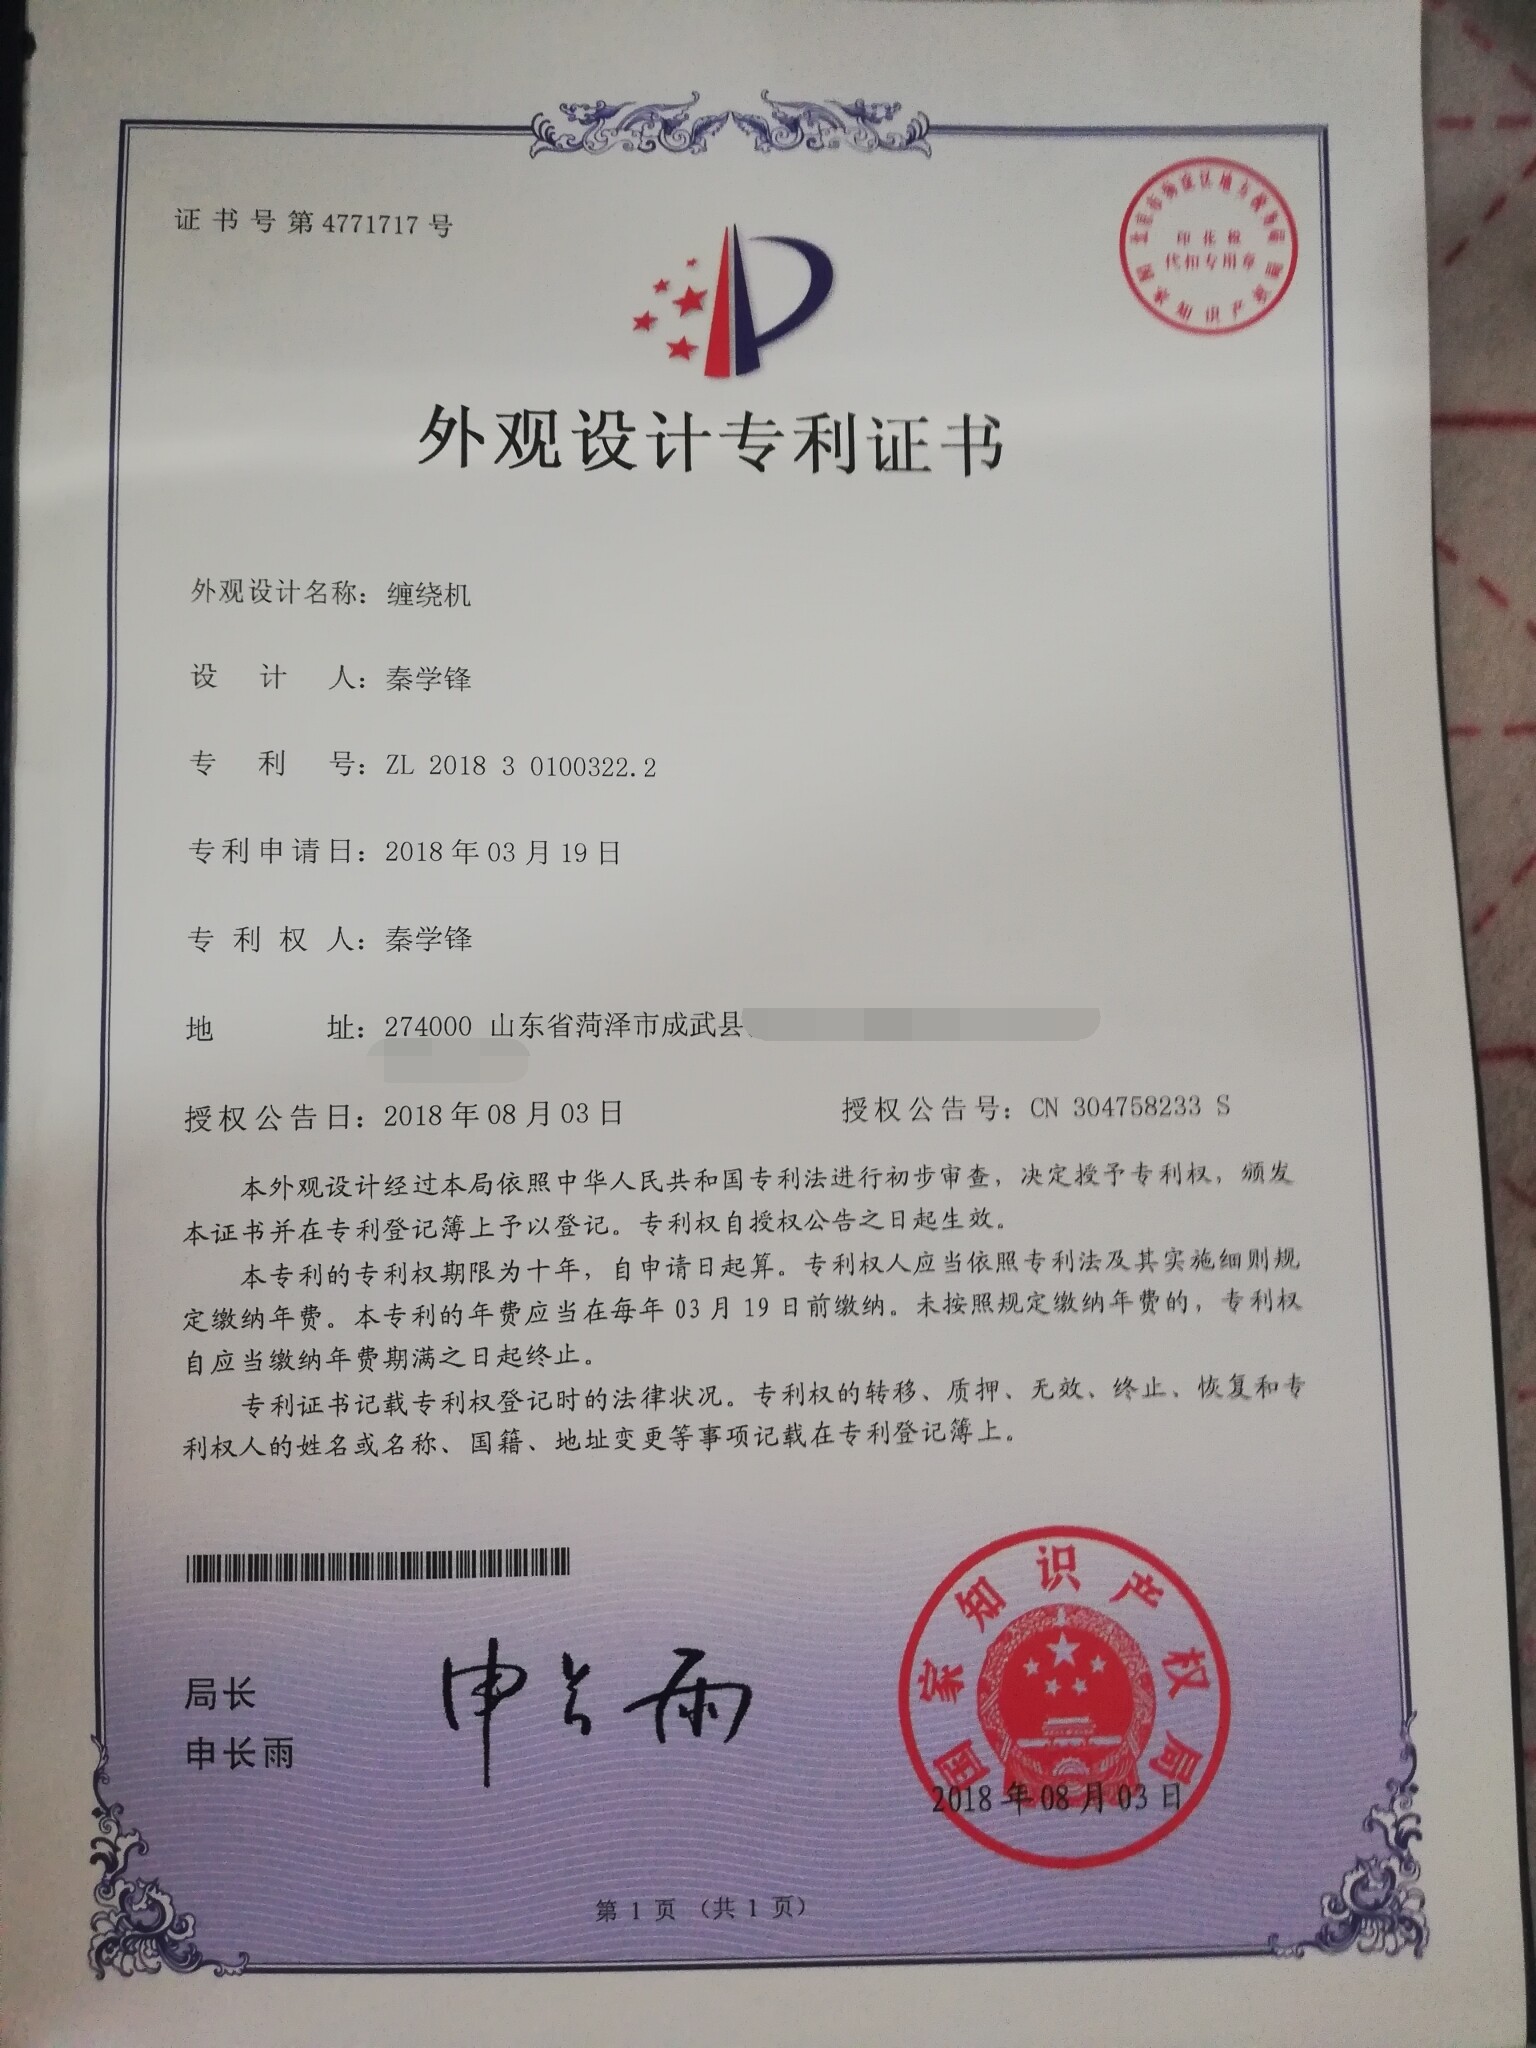 证书号第4771717号
印花税
代扣专用章
外观设计专利证书
外观设计名称：缠绕机
设计人：秦学锋
专利号：ZL 2018 3 0100322.2
专利申请日：2018年03月19日
专利权人：秦学锋
地址：274000 山东省菏泽市成武县
授权公告日：2018年08月03日 授权公告号：CN 304758233 S
本外观设计经过本局依照中华人民共和国专利法进行初步审查，决定授予专利权，颁发
本证书并在专利登记簿上予以登记。专利权自授权公告之日起生效。
本专利的专利权期限为十年，自申请日起算。专利权人应当依照专利法及其实施细则规
定缴纳年费。本专利的年费应当在每年03月19日前缴纳。未按照规定缴纳年费的，专利权
自应当缴纳年费期满之日起终止。
专利证书记载专利权登记时的法律状况。专利权的转移、质押、无效、终止、恢复和专
利权人的姓名或名称、国籍、地址变更等事项记载在专利登记簿上。
局长
申长雨
申长雨
国家知识产权局
2018年08月03日
第1页（共1页）